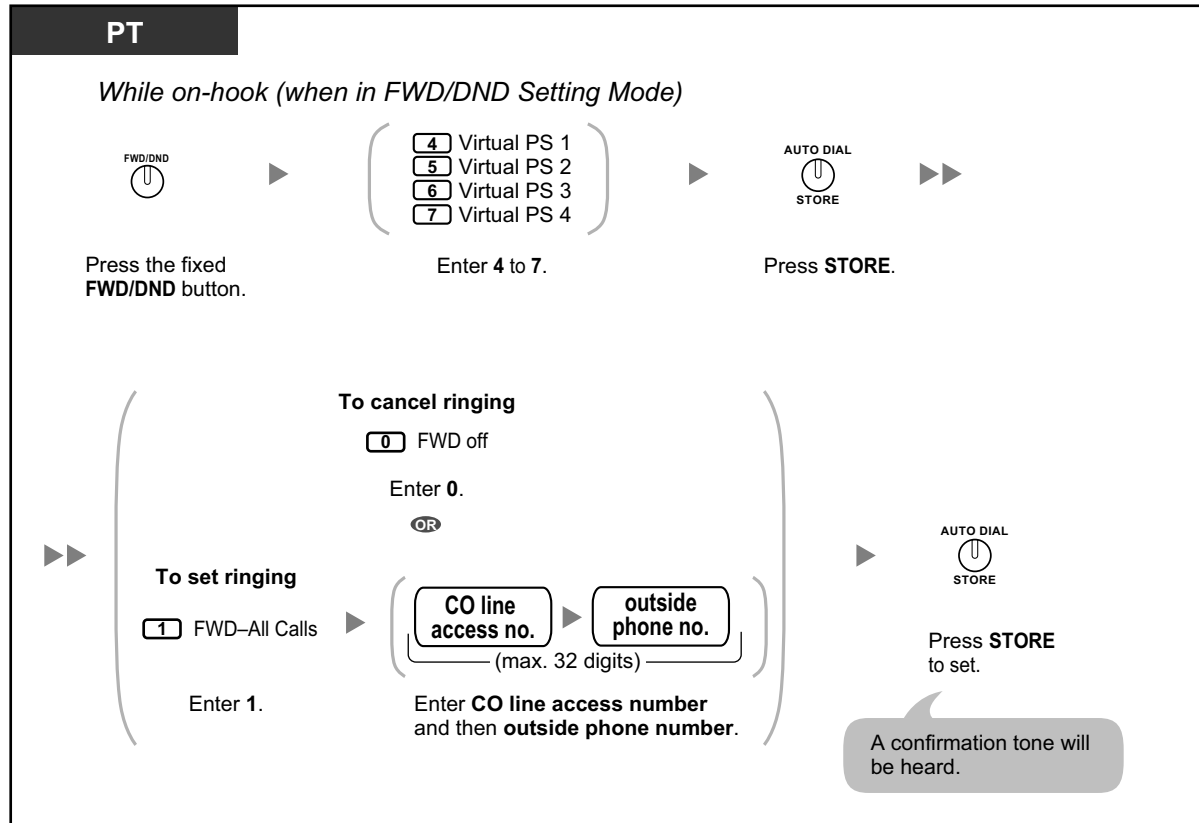 PT
While on-hook (when in FWD/DND Setting Mode)
FWD/DND
4 Virtual PS 1
5 Virtual PS 2
6 Virtual PS 3
7 Virtual PS 4
AUTO DIAL
STORE
Press the fixed
FWD/DND button.
Enter 4 to 7.
Press STORE.
To cancel ringing
0 FWD off
Enter 0.
OR
To set ringing
1 FWD–All Calls
Enter 1.
CO line
access no.
outside
phone no.
(max. 32 digits)
Enter CO line access number
and then outside phone number.
AUTO DIAL
STORE
Press STORE
to set.
A confirmation tone will
be heard.